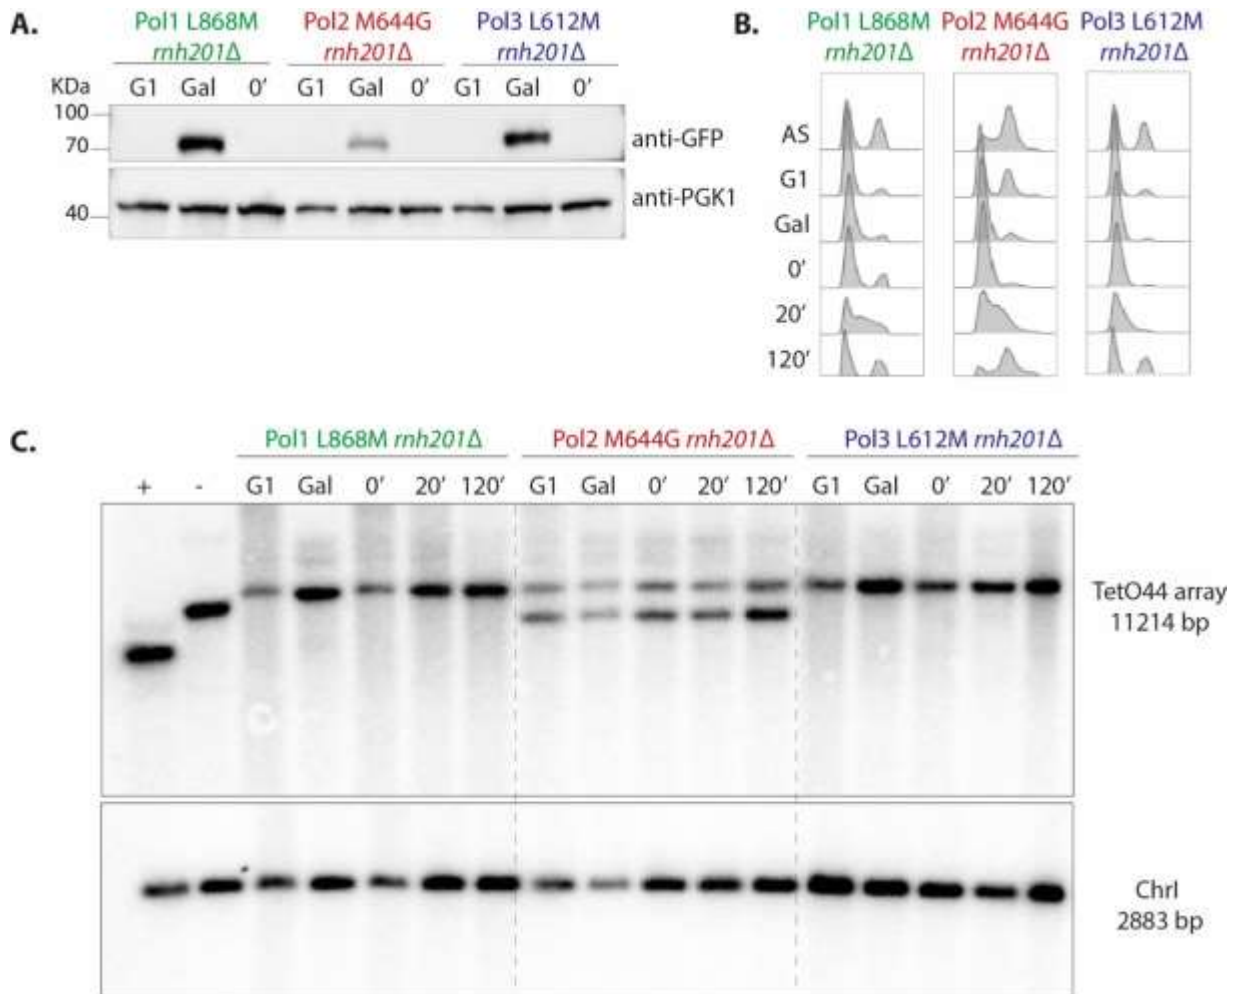 A.
Pol1 L868M Pol2 M644G Pol3 L612M
rnh201Δ rnh201Δ rnh201Δ
KDa G1 Gal 0' G1 Gal 0' G1 Gal 0'
100
70
anti-GFP
40
anti-PGK1
B.
Pol1 L868M Pol2 M644G Pol3 L612M
rnh201Δ rnh201Δ rnh201Δ
AS
G1
Gal
0'
20'
120'
C.
Pol1 L868M rnh201Δ Pol2 M644G rnh201Δ Pol3 L612M rnh201Δ
+ - G1 Gal 0' 20' 120' G1 Gal 0' 20' 120' G1 Gal 0' 20' 120'
TetO44 array
11214 bp
ChrI
2883 bp